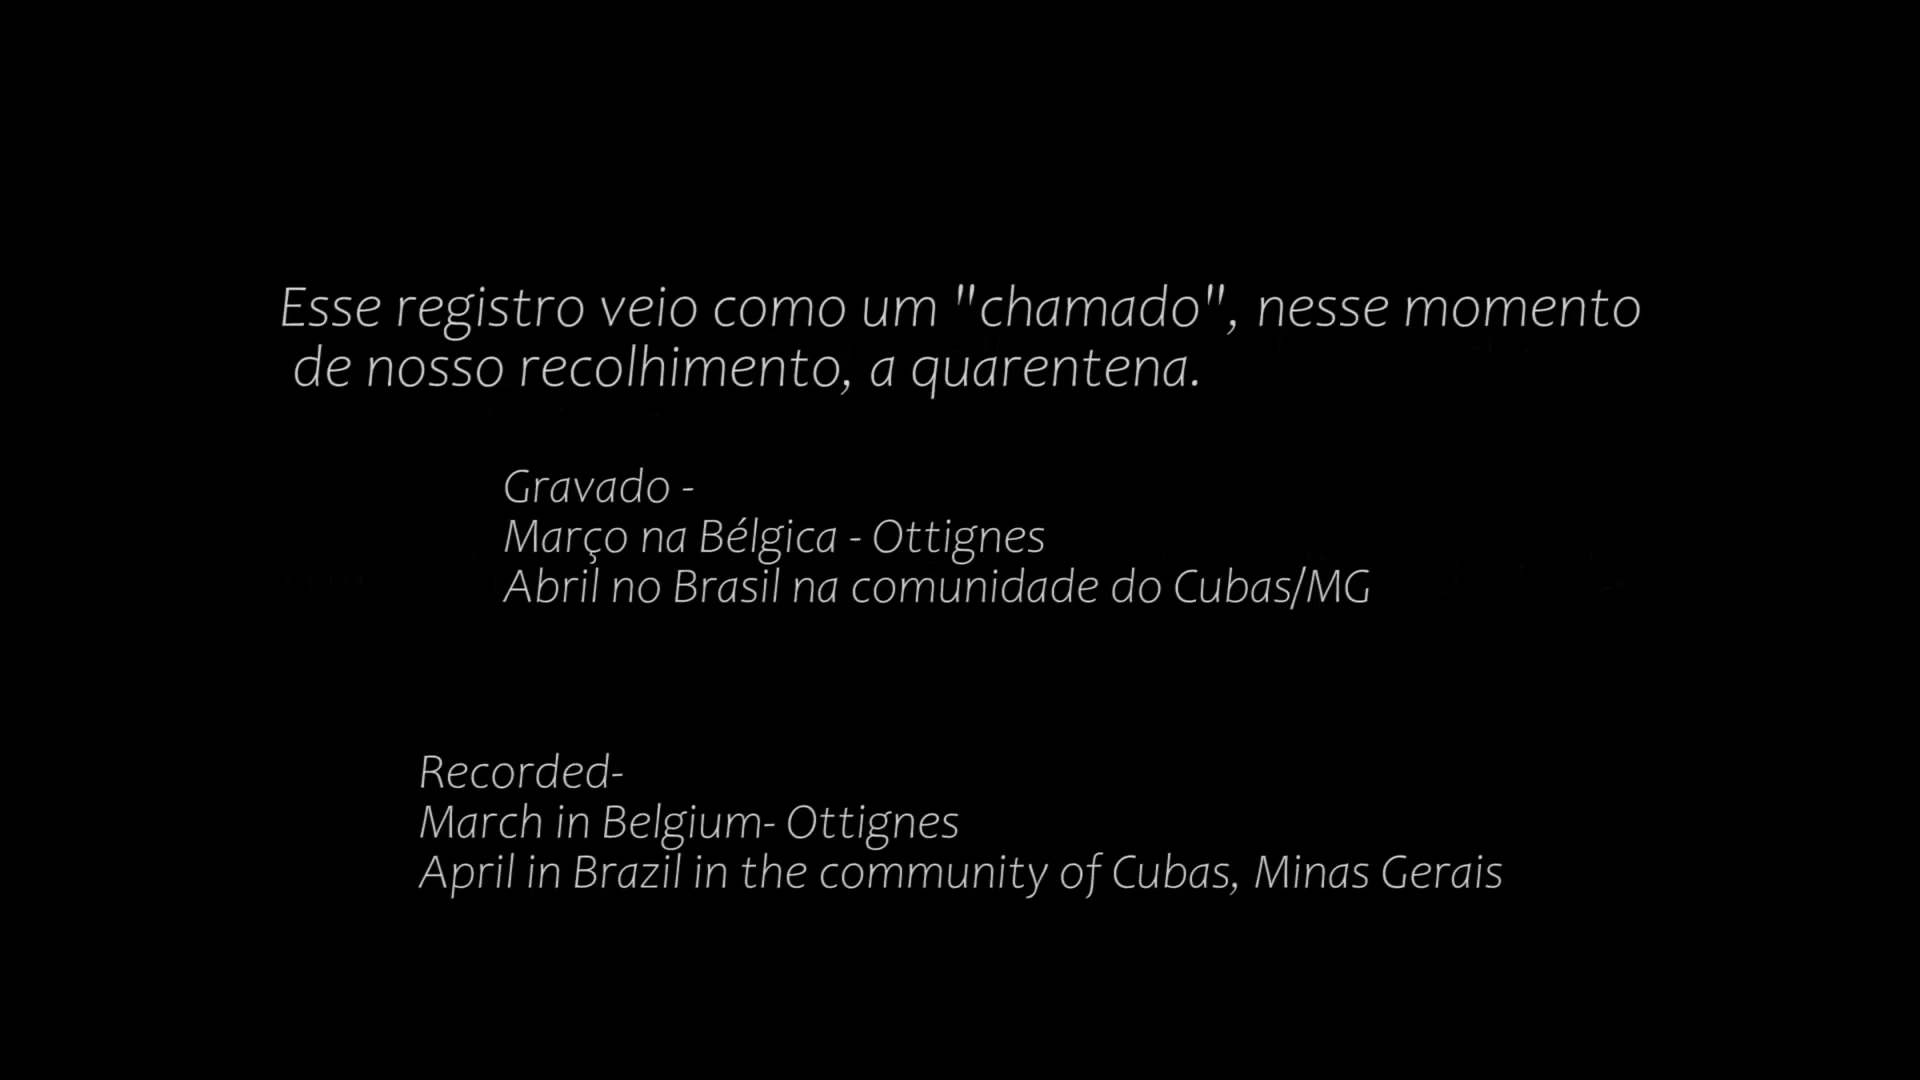 Esse registro veio como um "chamado", nesse momento
de nosso recolhimento, a quarentena.
Gravado -
Março na Bélgica - Ottignes
Abril no Brasil na comunidade do Cubas/MG
Recorded-
March in Belgium- Ottignes
April in Brazil in the community of Cubas, Minas Gerais